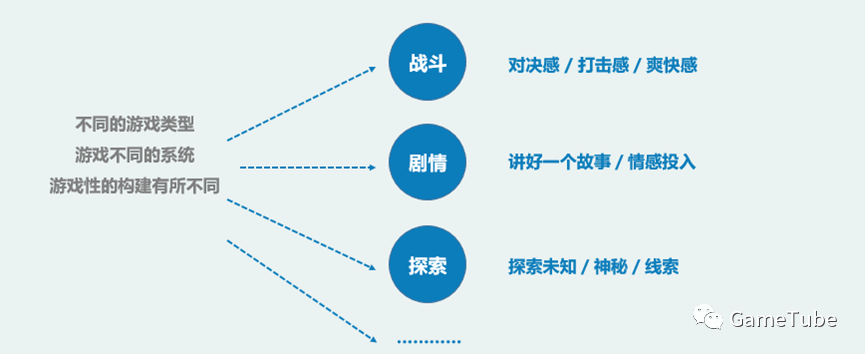 不同的游戏类型
游戏不同的系统
游戏性的构建有所不同
战斗
对决感 / 打击感 / 爽快感
剧情
讲好一个故事 / 情感投入
探索
探索未知 / 神秘 / 线索
............
GameTube